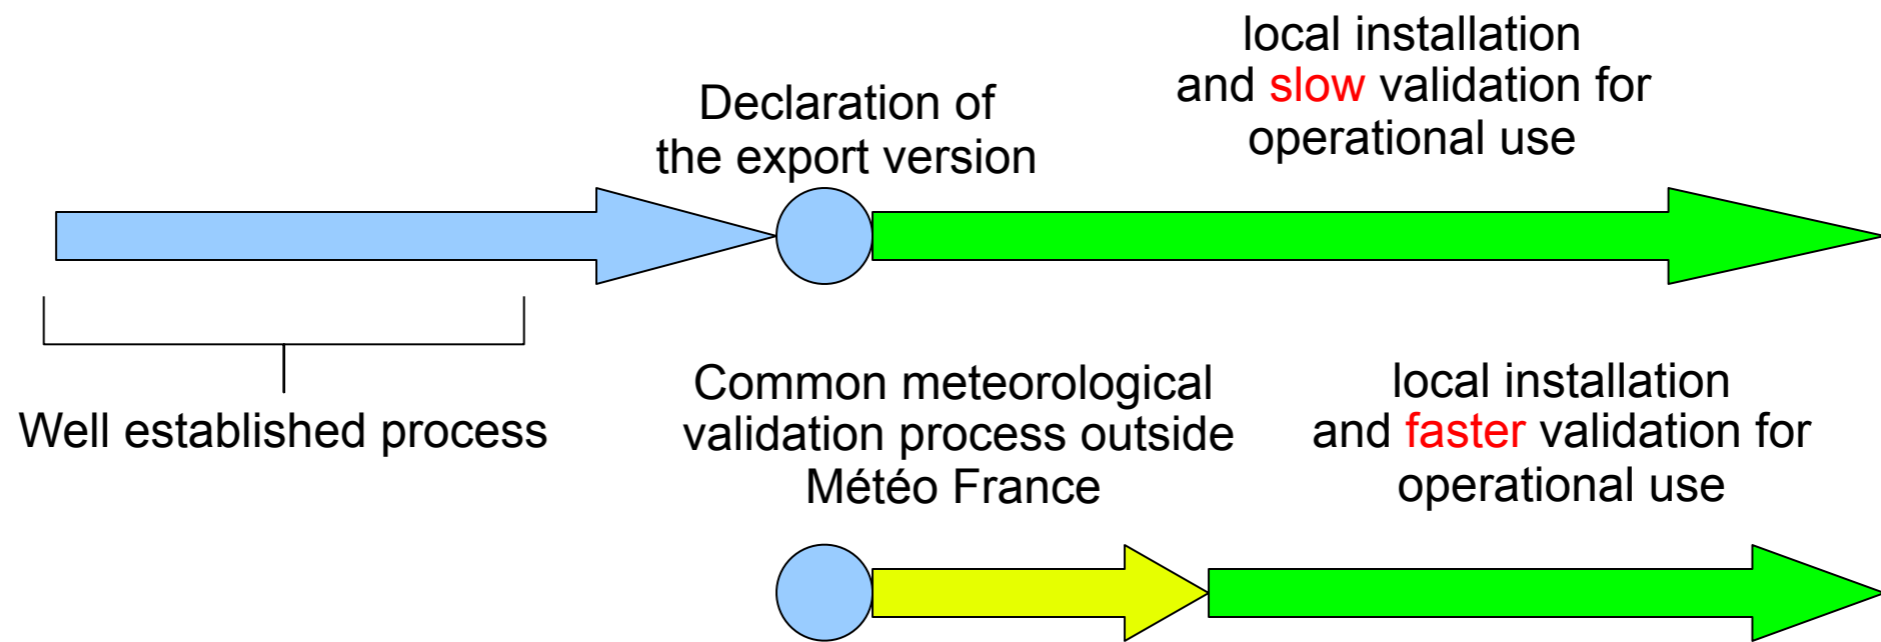 local installation
and slow validation for
operational use
Declaration of
the export version
Well established process
Common meteorological
validation process outside
Météo France
local installation
and faster validation for
operational use